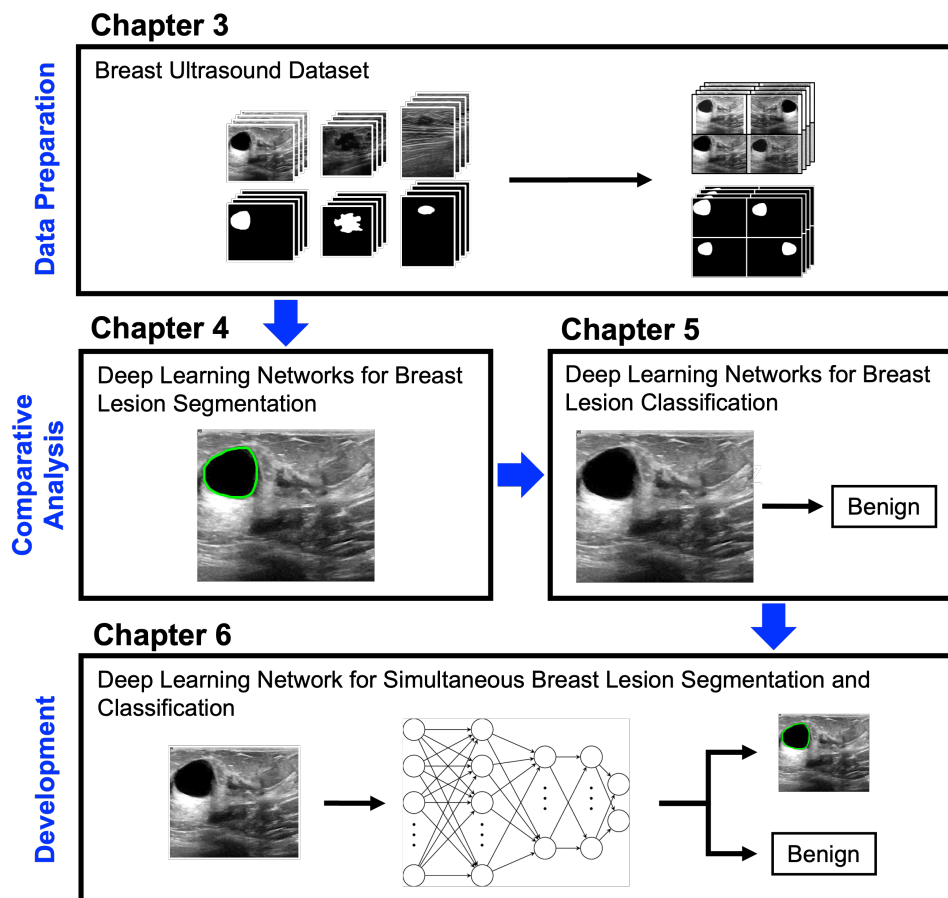 Chapter 3
Data Preparation
Breast Ultrasound Dataset
Chapter 4
Chapter 5
Comparative
Analysis
Deep Learning Networks for Breast
Lesion Segmentation
Deep Learning Networks for Breast
Lesion Classification
Benign
Chapter 6
Development
Deep Learning Network for Simultaneous Breast Lesion Segmentation and
Classification
Benign